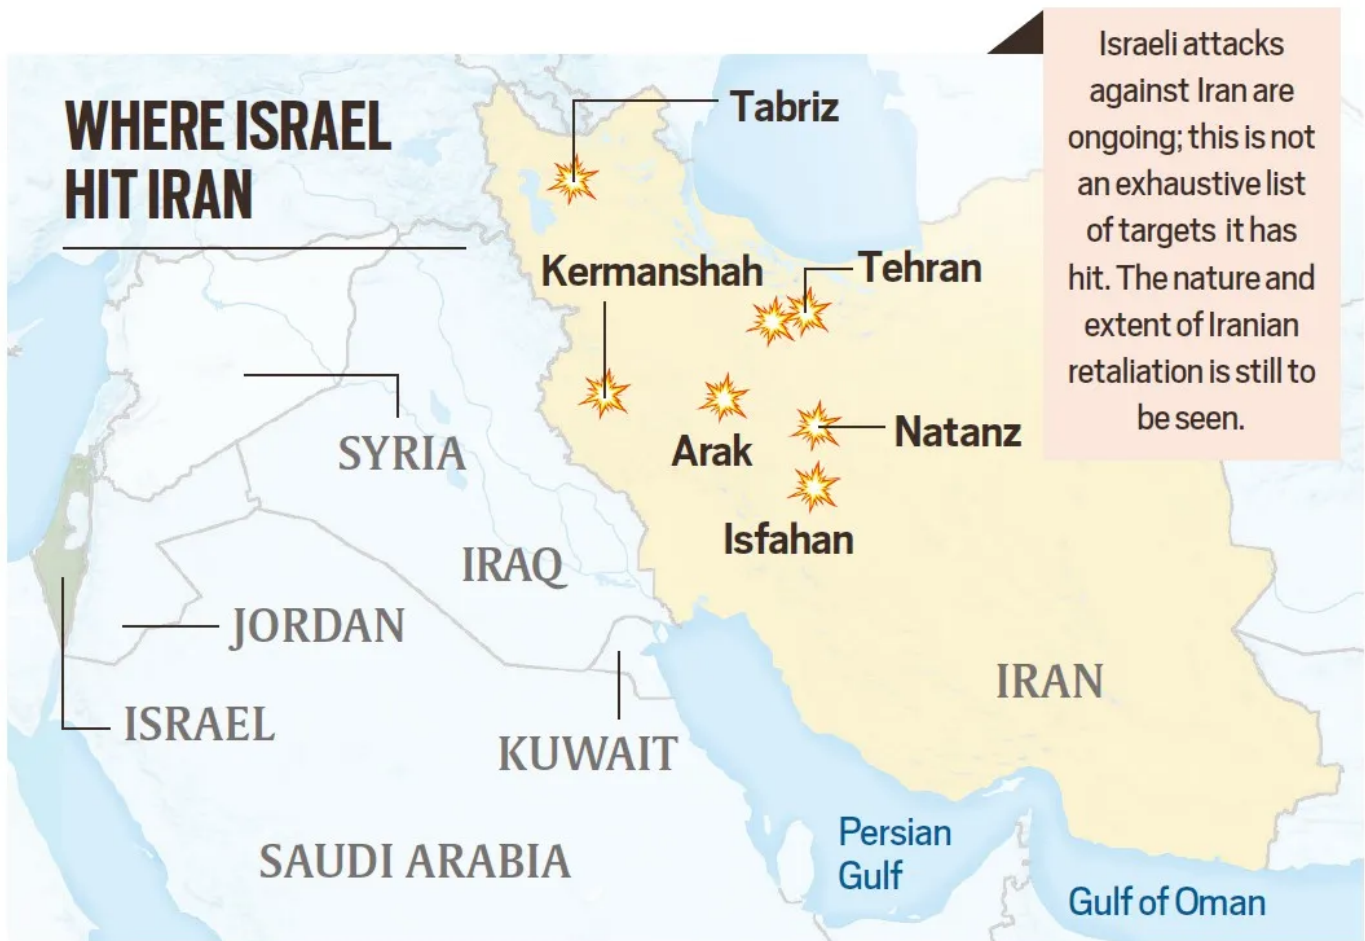 WHERE ISRAEL
HIT IRAN
Israeli attacks
against Iran are
ongoing; this is not
an exhaustive list
of targets it has
hit. The nature and
extent of Iranian
retaliation is still to
be seen.
Tabriz
Kermanshah
Tehran
Arak
Natanz
Isfahan
SYRIA
IRAQ
JORDAN
ISRAEL
KUWAIT
IRAN
SAUDI ARABIA
Persian
Gulf
Gulf of Oman